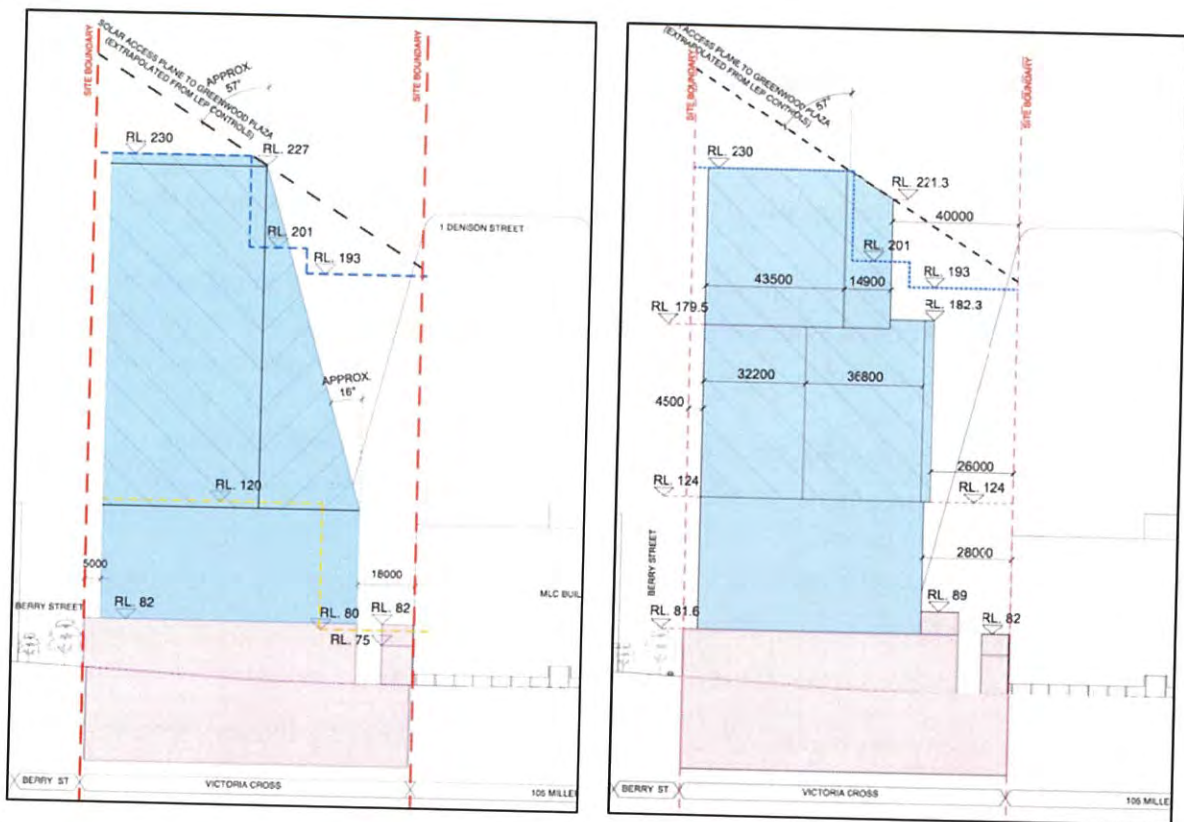 SITE BOUNDARY
SOLAR ACCESS PLANE TO GREENWOOD PLAZA
(EXTRAPOLATED FROM LEP CONTROLS)
APPROX.
57°
SITE BOUNDARY
RL. 230
RL. 227
1 DENISON STREET
RL. 201
RL. 193
APPROX.
16°
RL. 120
5000
18000
MLC BUIL
BERRY STREET
RL. 82
RL. 80
RL. 82
RL. 75
BERRY ST
VICTORIA CROSS
105 MILLE
SITE BOUNDARY
ACCESS PLANE TO GREENWOOD PLAZA
(EXTRAPOLATED FROM LEP CONTROLS)
57°
SITE BOUNDARY
RL. 230
RL. 221.3
40000
RL. 201
RL. 193
43500
14900
RL. 179.5
RL. 182.3
32200
36800
4500
26000
RL. 124
RL. 124
BERRY STREET
28000
RL. 89
RL. 81.6
RL. 82
BERRY ST
VICTORIA CROSS
105 MILLE